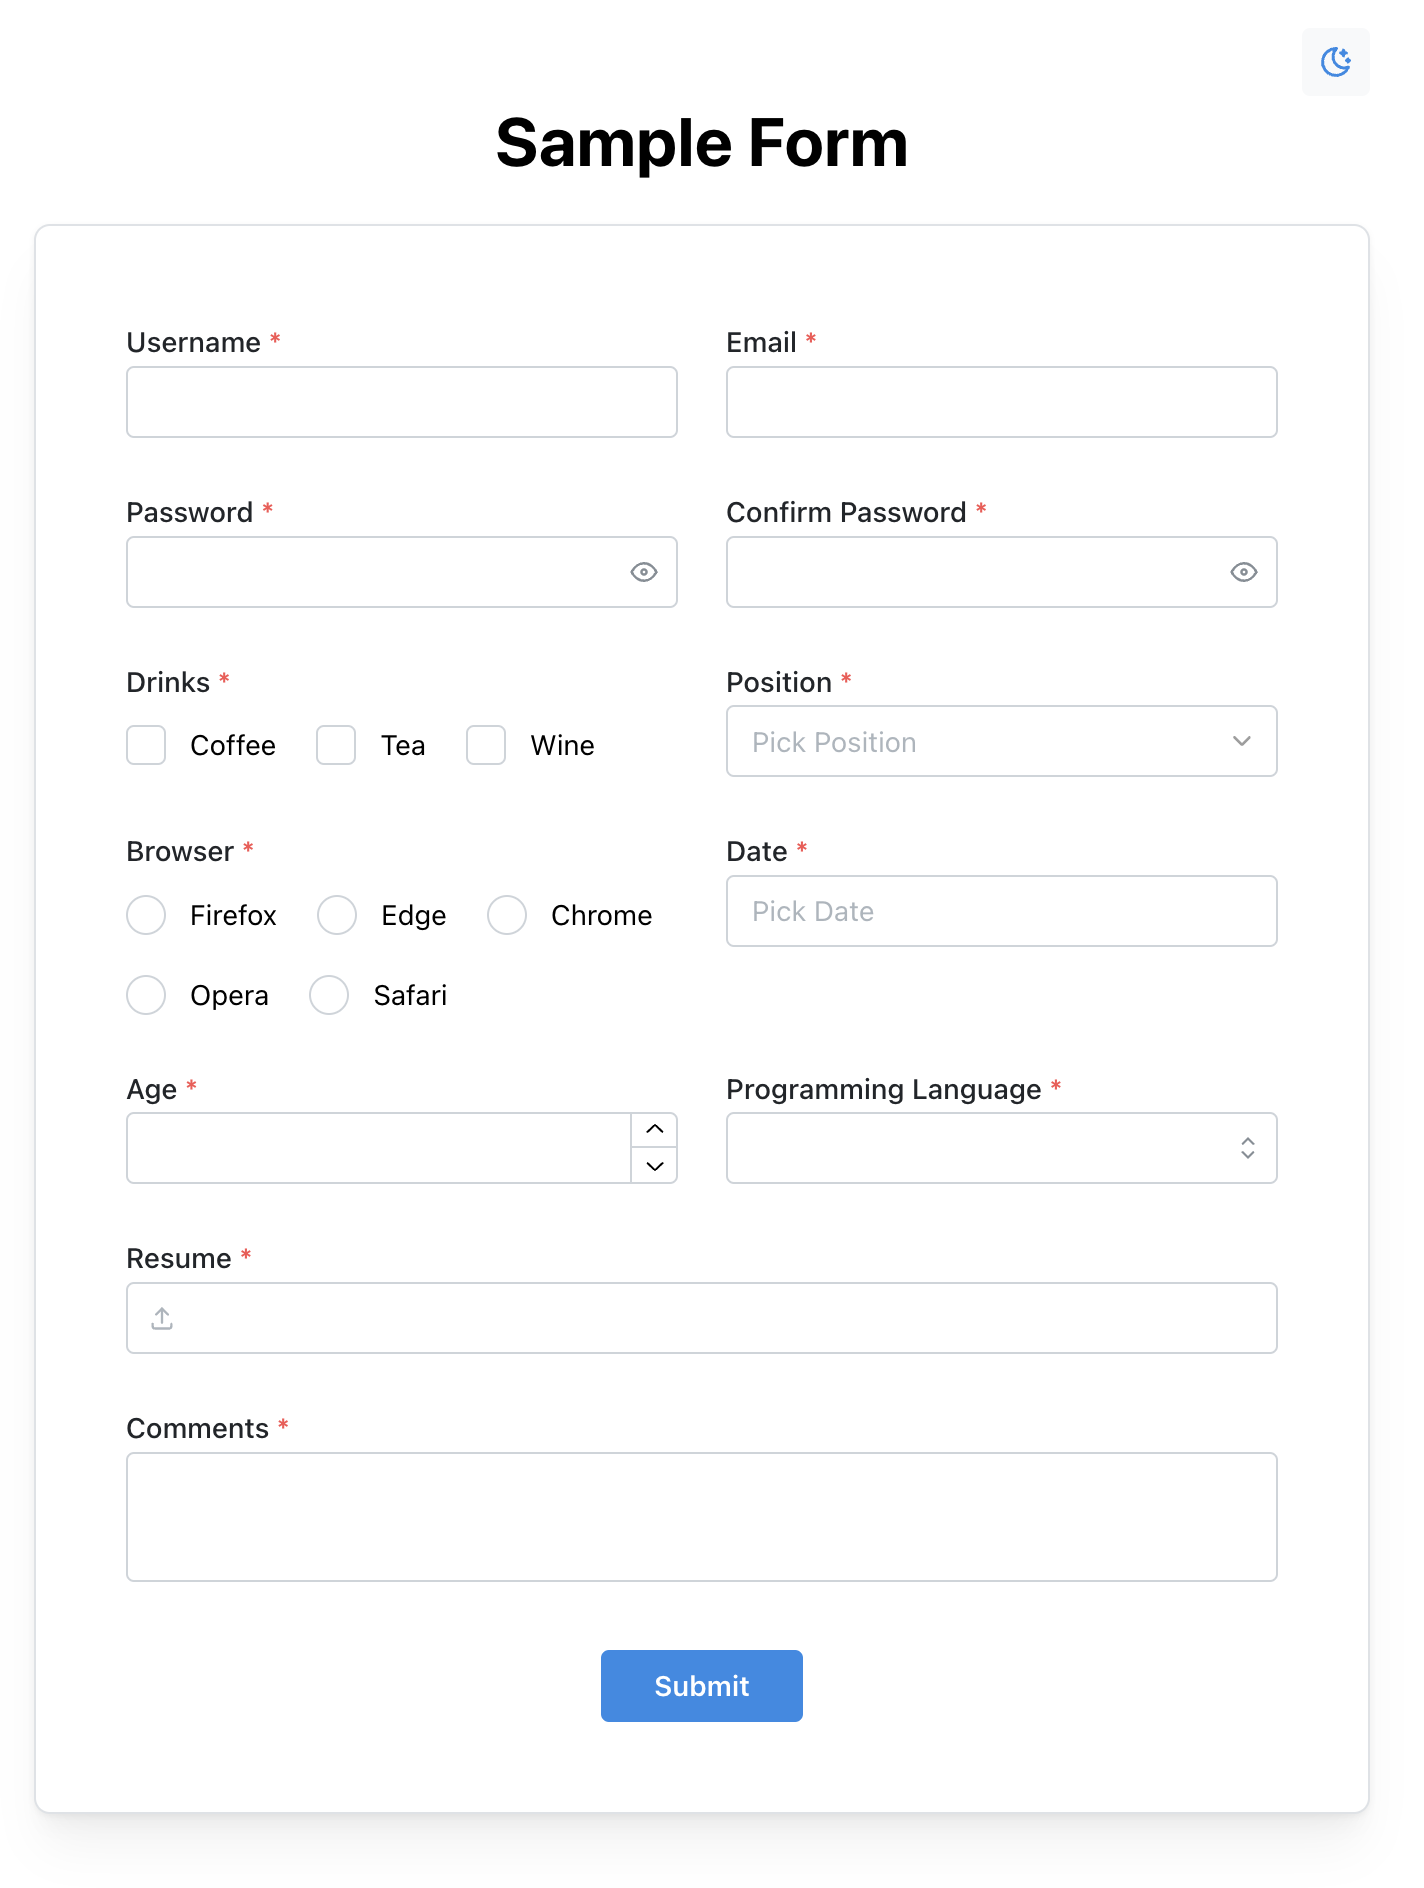 Sample Form
Username *
Email *
Password *
Confirm Password *
Drinks *
Coffee Tea Wine
Position *
Pick Position
Browser *
Firefox Edge Chrome
Opera Safari
Date *
Pick Date
Age *
Programming Language *
Resume *
Comments *
Submit